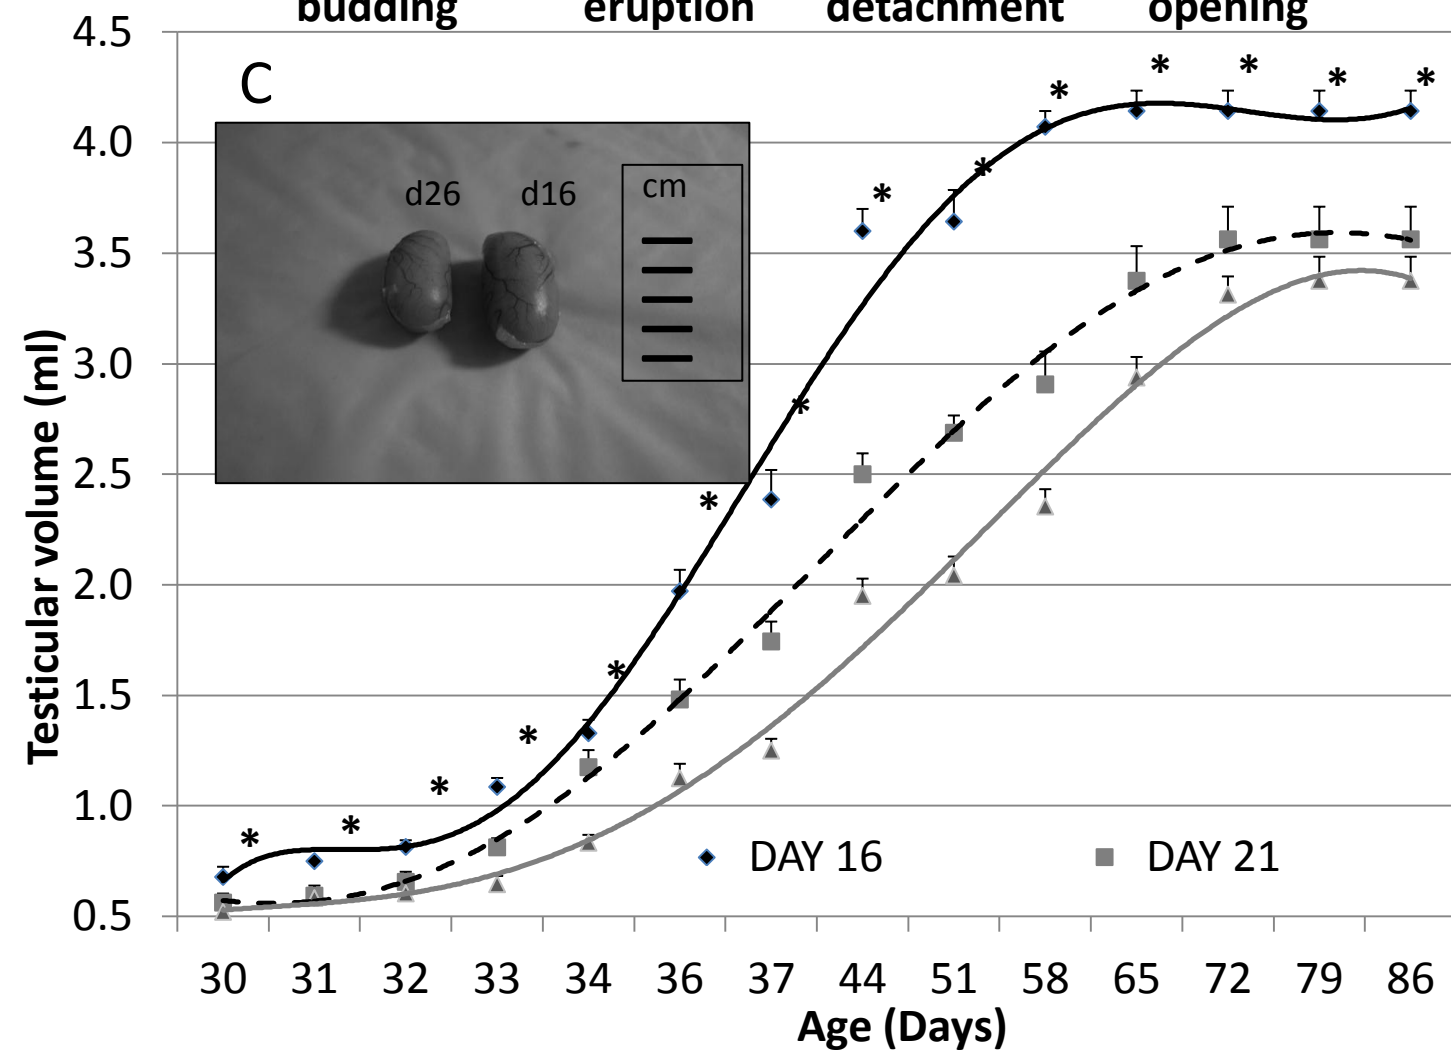 budding eruption detachment opening
4.5
C
4.0
d26 d16 cm
3.5
3.0
2.5
2.0
1.5
1.0
0.5
Testicular volume (ml)
* * * * * * * * * * * * * *
DAY 16 DAY 21
30 31 32 33 34 36 37 44 51 58 65 72 79 86
Age (Days)